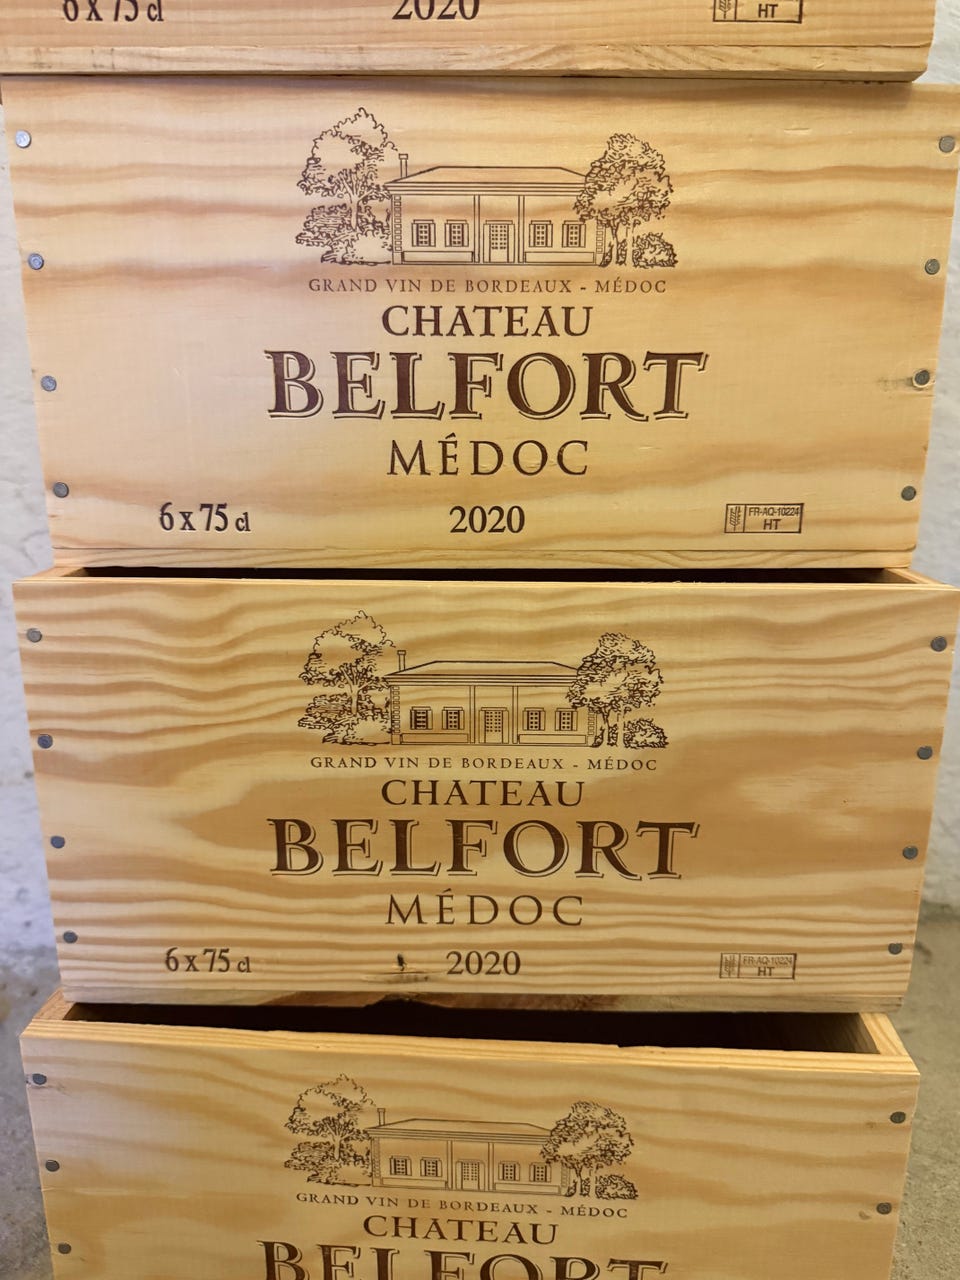 6 x 75 cl
2020
HT
GRAND VIN DE BORDEAUX - MÉDOC
CHATEAU
BELFORT
MÉDOC
6 x 75 cl
2020
FR-AQ-10224
HT
GRAND VIN DE BORDEAUX - MÉDOC
CHATEAU
BELFORT
MÉDOC
6 x 75 cl
2020
FR-AQ-10224
HT
GRAND VIN DE BORDEAUX - MÉDOC
CHATEAU
BELFORT